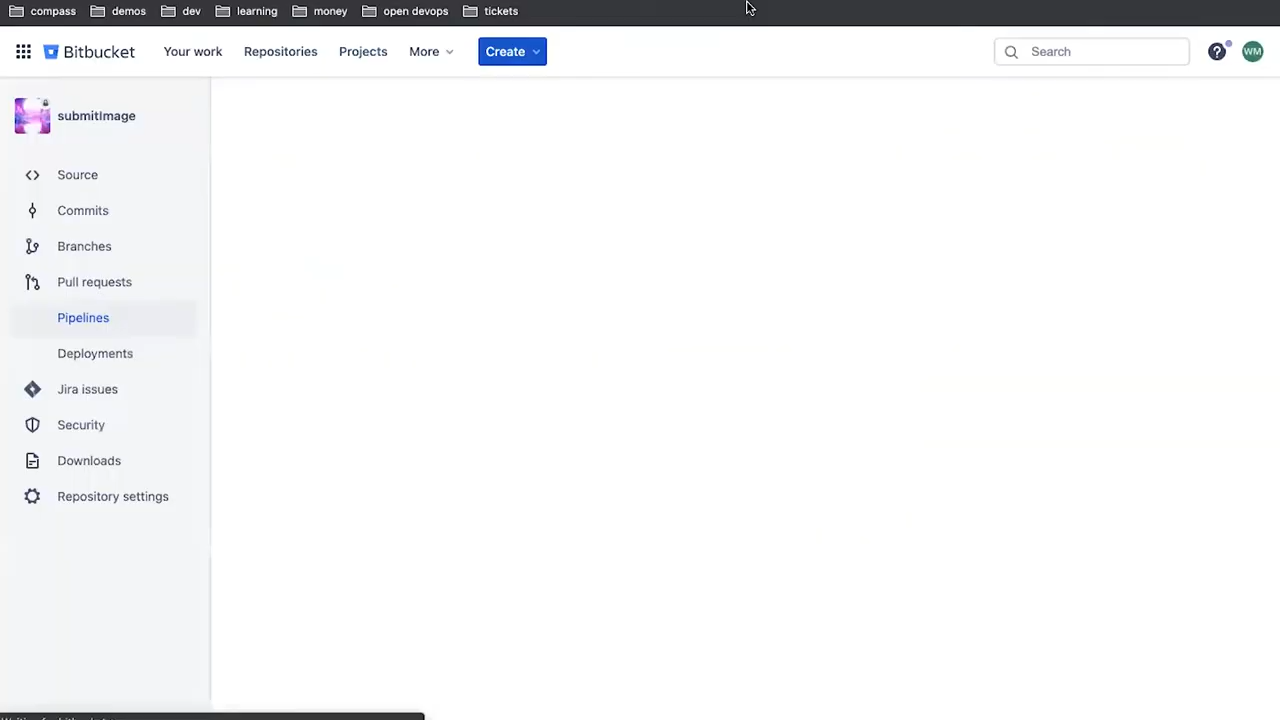 compass demos dev learning money open devops tickets
Bitbucket Your work Repositories Projects More Create Search ? WM
submitImage
Source
Commits
Branches
Pull requests
Pipelines
Deployments
Jira issues
Security
Downloads
Repository settings